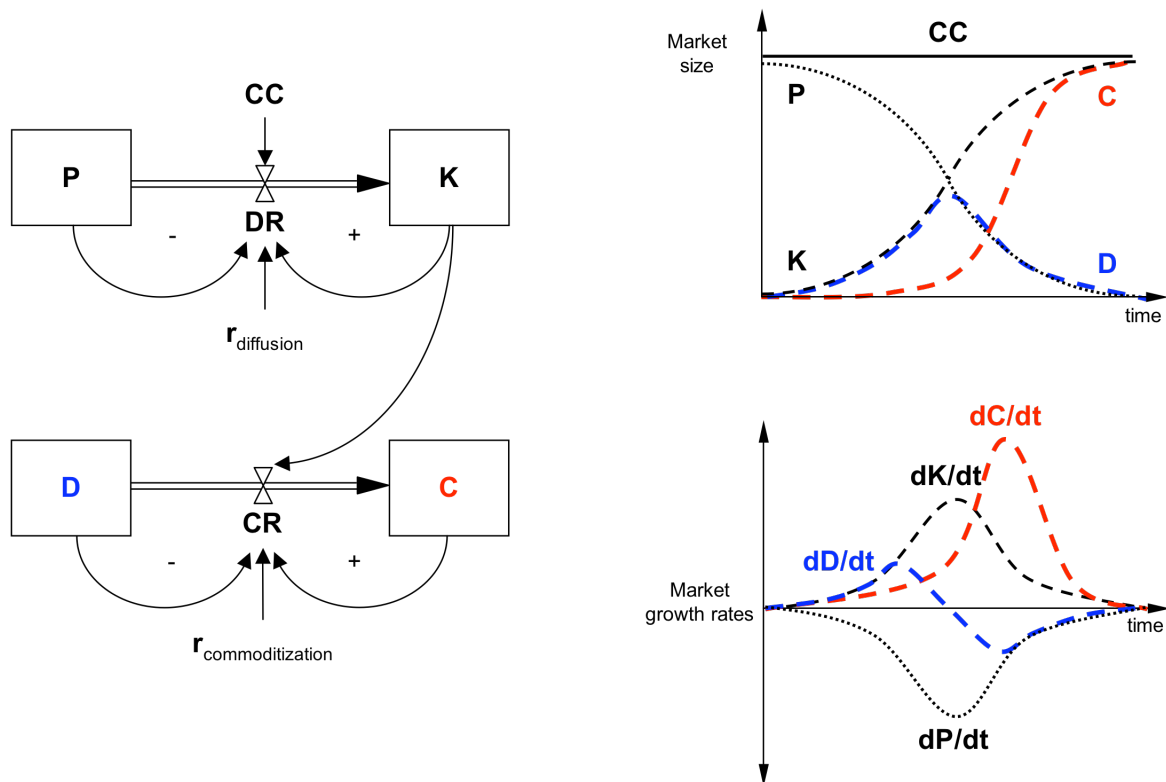 CC
P
K
DR
-
+
r diffusion
D
C
CR
-
+
r commoditization
Market
size
CC
P
C
K
D
time
dC/dt
dK/dt
dD/dt
Market
growth rates
time
dP/dt